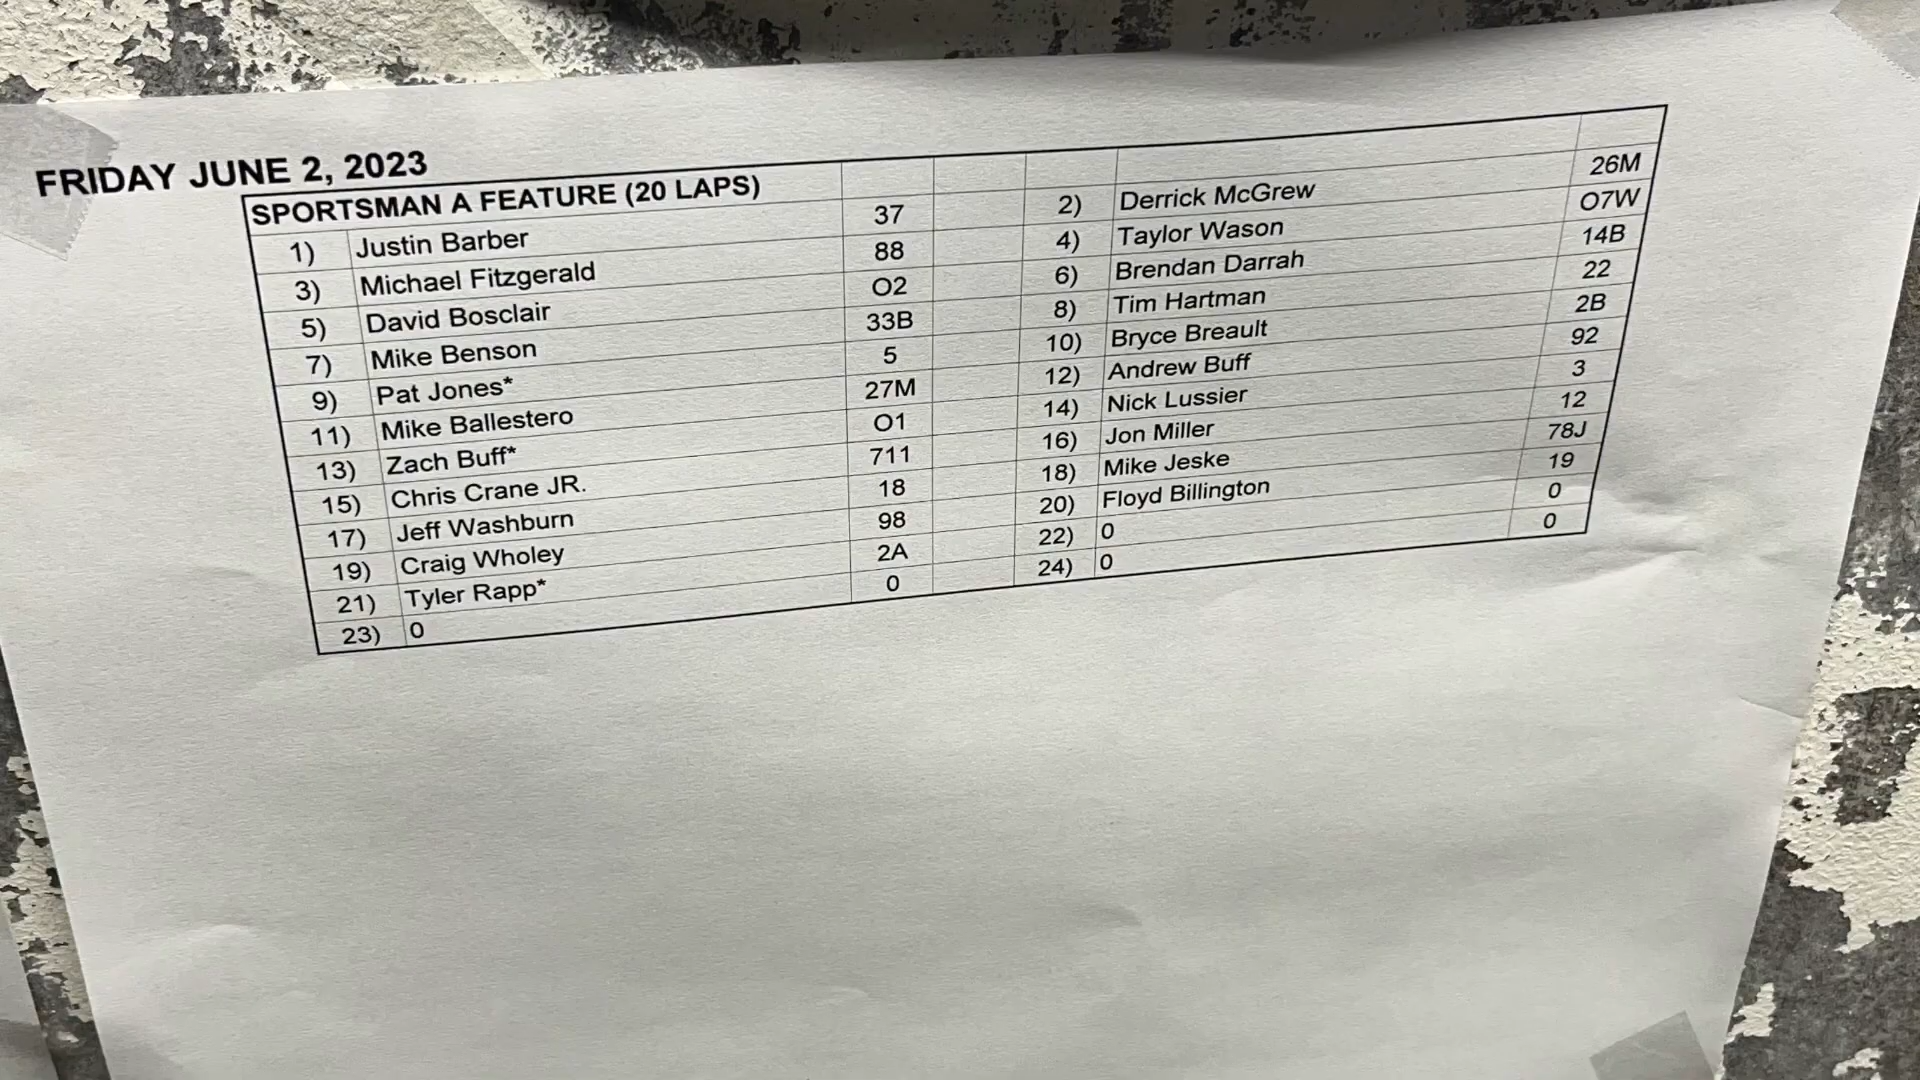 FRIDAY JUNE 2, 2023
SPORTSMAN A FEATURE (20 LAPS)
1) Justin Barber 37 2) Derrick McGrew 26M
3) Michael Fitzgerald 88 4) Taylor Wason O7W
5) David Bosclair O2 6) Brendan Darrah 14B
7) Mike Benson 33B 8) Tim Hartman 22
9) Pat Jones* 5 10) Bryce Breault 2B
11) Mike Ballestero 27M 12) Andrew Buff 92
13) Zach Buff* O1 14) Nick Lussier 3
15) Chris Crane JR. 711 16) Jon Miller 12
17) Jeff Washburn 18 18) Mike Jeske 78J
19) Craig Wholey 98 20) Floyd Billington 19
21) Tyler Rapp* 2A 22) 0 0
23) 0 0 24) 0 0